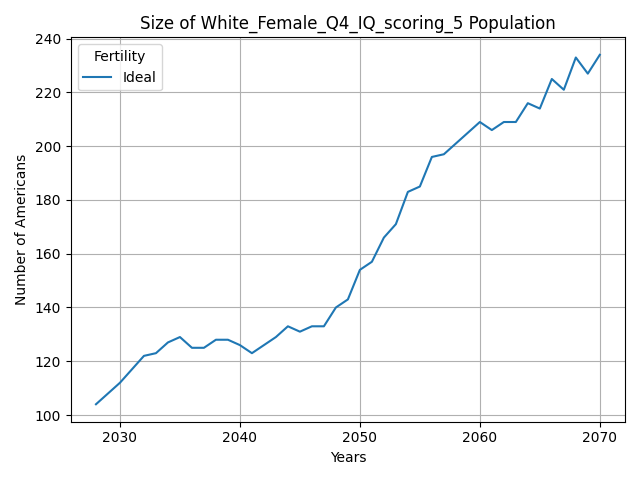 Size of White_Female_Q4_IQ_scoring_5 Population
Fertility
Ideal
Number of Americans
240
220
200
180
160
140
120
100
2030 2040 2050 2060 2070
Years